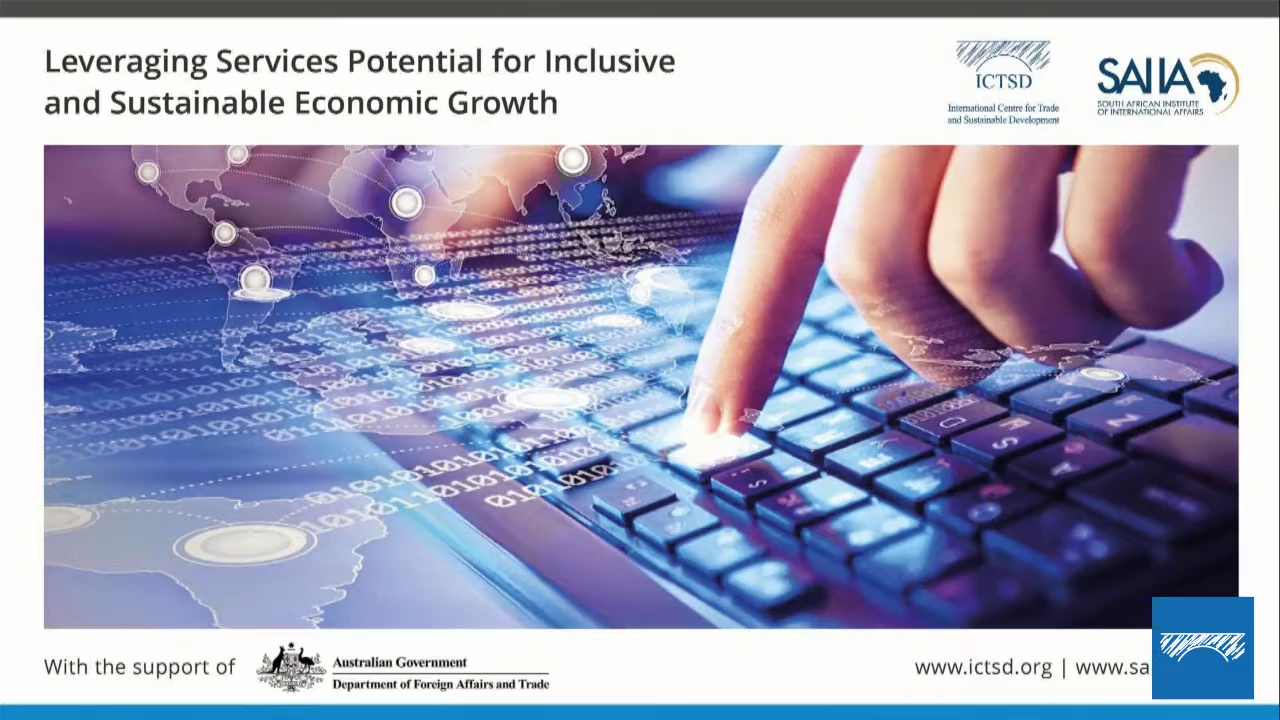 Leveraging Services Potential for Inclusive
and Sustainable Economic Growth
ICTSD
International Centre for Trade
and Sustainable Development
SAIIA
SOUTH AFRICAN INSTITUTE
OF INTERNATIONAL AFFAIRS
With the support of
Australian Government
Department of Foreign Affairs and Trade
www.ictsd.org | www.sa